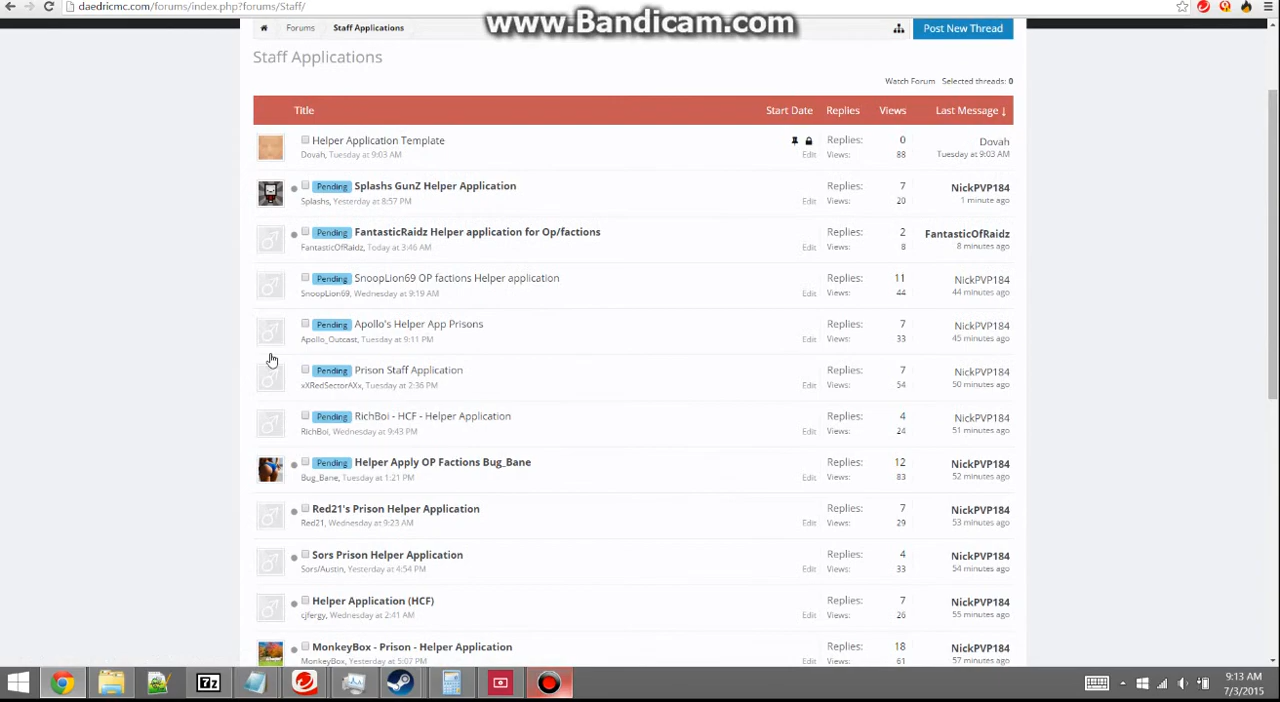 daedricmc.com/forums/index.php?forums/Staff/
www.Bandicam.com
Forums Staff Applications Post New Thread
Staff Applications
Watch Forum Selected threads: 0
Title Start Date Replies Views Last Message ↓
Helper Application Template Replies: 0 Dovah
Dovah, Tuesday at 9:03 AM Edit Views: 88 Tuesday at 9:03 AM
Pending Splashs GunZ Helper Application Replies: 7 NickPVP184
Splashs, Yesterday at 8:57 PM Edit Views: 20 1 minute ago
Pending FantasticRaidz Helper application for Op/factions Replies: 2 FantasticOfRaidz
FantasticOfRaidz, Today at 3:46 AM Edit Views: 8 8 minutes ago
Pending SnoopLion69 OP factions Helper application Replies: 11 NickPVP184
SnoopLion69, Wednesday at 9:19 AM Edit Views: 44 44 minutes ago
Pending Apollo's Helper App Prisons Replies: 7 NickPVP184
Apollo_Outcast, Tuesday at 9:11 PM Edit Views: 33 45 minutes ago
Pending Prison Staff Application Replies: 7 NickPVP184
xXRedSectorAXx, Tuesday at 2:36 PM Edit Views: 54 50 minutes ago
Pending RichBoi - HCF - Helper Application Replies: 4 NickPVP184
RichBoi, Wednesday at 9:43 PM Edit Views: 24 51 minutes ago
Pending Helper Apply OP Factions Bug_Bane Replies: 12 NickPVP184
Bug_Bane, Tuesday at 1:21 PM Edit Views: 83 52 minutes ago
Red21's Prison Helper Application Replies: 7 NickPVP184
Red21, Wednesday at 9:23 AM Edit Views: 29 53 minutes ago
Sors Prison Helper Application Replies: 4 NickPVP184
Sors/Austin, Yesterday at 4:54 PM Edit Views: 33 54 minutes ago
Helper Application (HCF) Replies: 7 NickPVP184
cjfergy, Wednesday at 2:41 AM Edit Views: 26 55 minutes ago
MonkeyBox - Prison - Helper Application Replies: 18 NickPVP184
MonkeyBox, Wednesday at 5:07 PM Edit Views: 61 57 minutes ago
7z
9:13 AM
7/3/2015